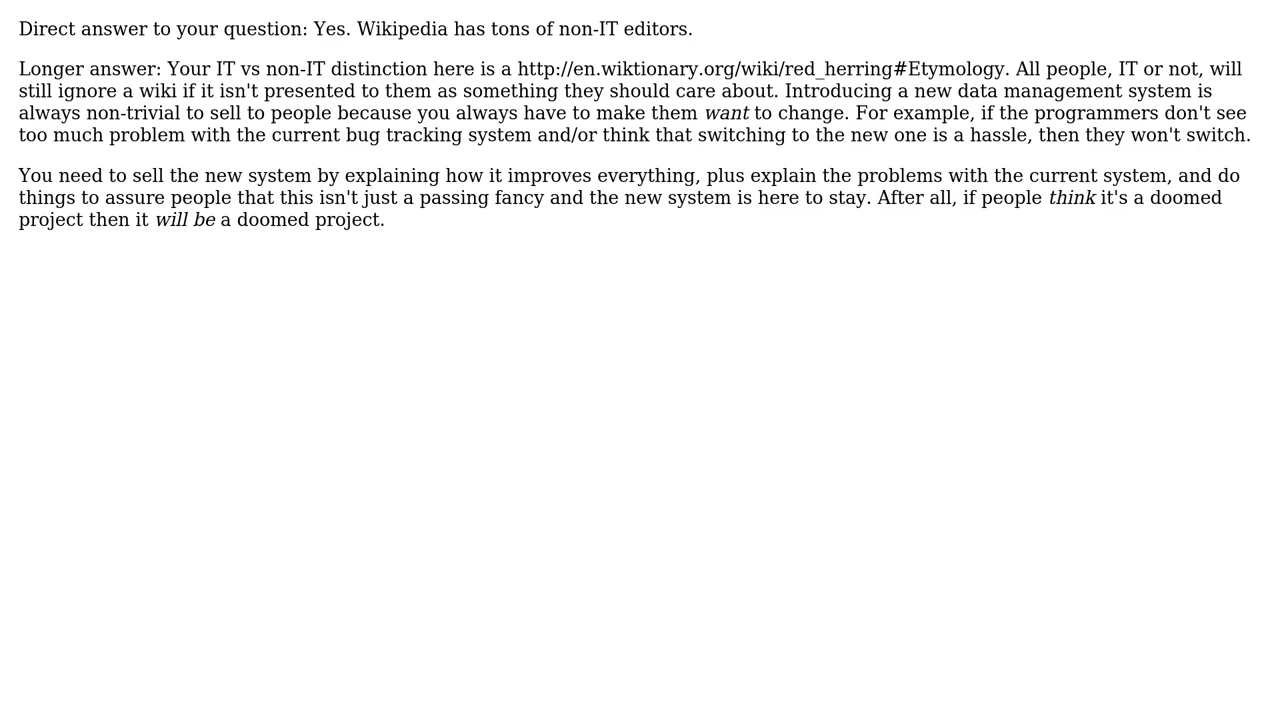 Direct answer to your question: Yes. Wikipedia has tons of non-IT editors.
Longer answer: Your IT vs non-IT distinction here is a http://en.wiktionary.org/wiki/red_herring#Etymology. All people, IT or not, will
still ignore a wiki if it isn't presented to them as something they should care about. Introducing a new data management system is
always non-trivial to sell to people because you always have to make them want to change. For example, if the programmers don't see
too much problem with the current bug tracking system and/or think that switching to the new one is a hassle, then they won't switch.
You need to sell the new system by explaining how it improves everything, plus explain the problems with the current system, and do
things to assure people that this isn't just a passing fancy and the new system is here to stay. After all, if people think it's a doomed
project then it will be a doomed project.